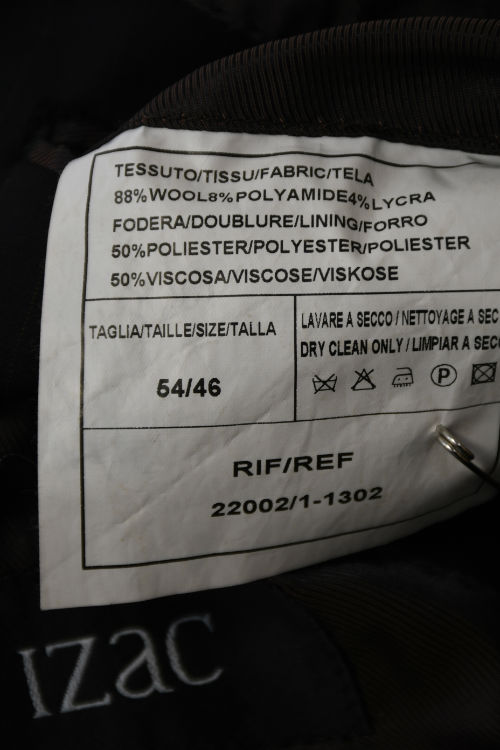 TESSUTO/TISSU/FABRIC/TELA
88%WOOL8%POLYAMIDE4%LYCRA
FODERA/DOUBLURE/LINING/FORRO
50%POLIESTER/POLYESTER/POLIESTER
50%VISCOSA/VISCOSE/VISKOSE
TAGLIA/TAILLE/SIZE/TALLA
54/46
LAVARE A SECCO / NETTOYAGE A SEC
DRY CLEAN ONLY / LIMPIAR A SEC
P
RIF/REF
22002/1-1302
IZAC